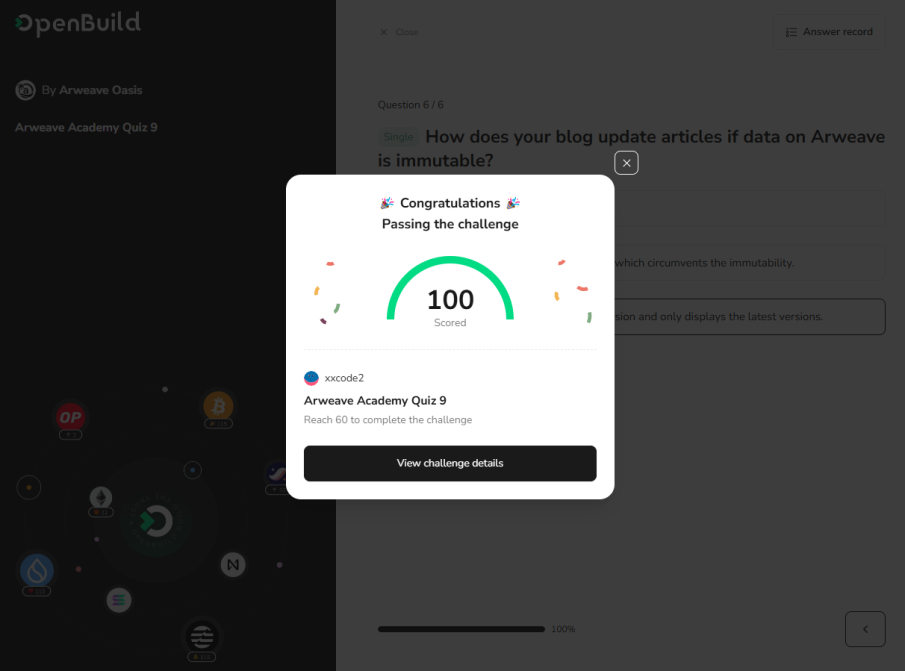 OpenBuild
By Arweave Oasis
Arweave Academy Quiz 9
Close
Answer record
Question 6 / 6
Single How does your blog update articles if data on Arweave
is immutable?
which circumvents the immutability.
sion and only displays the latest versions.
Congratulations
Passing the challenge
100
Scored
xxcode2
Arweave Academy Quiz 9
Reach 60 to complete the challenge
View challenge details
OP
100%